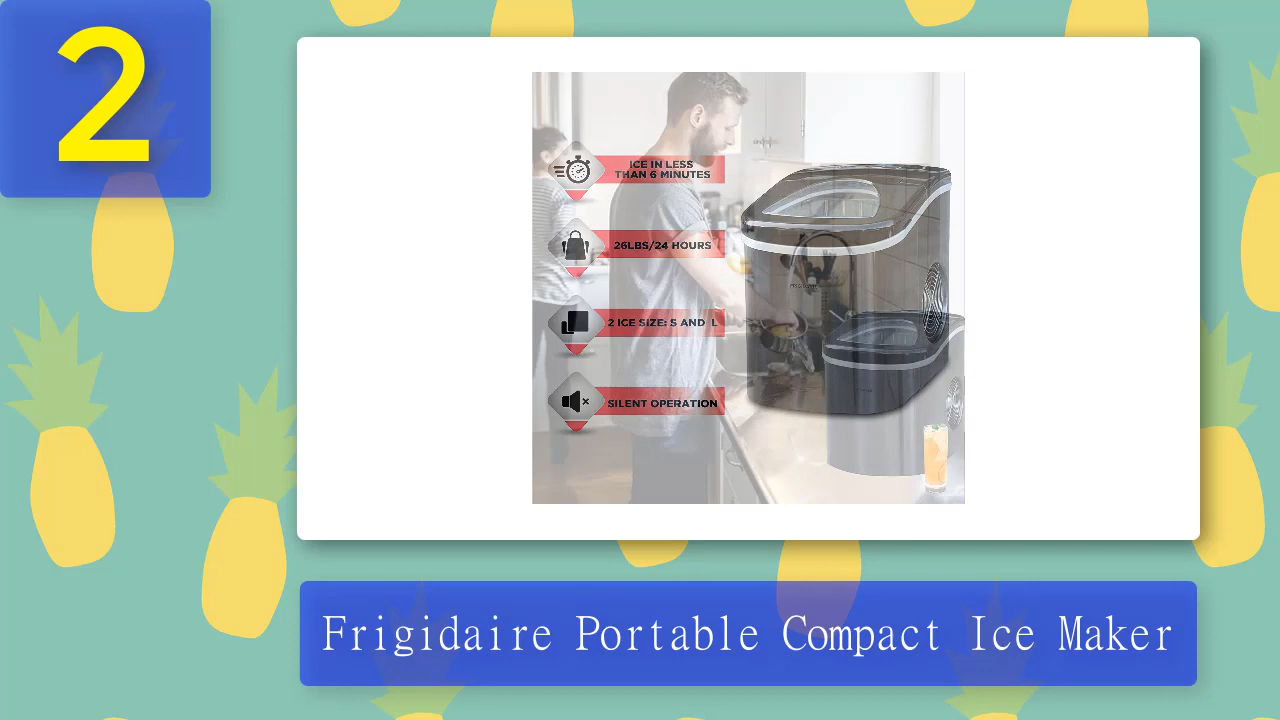 2
ICE IN LESS
THAN 6 MINUTES
26LBS/24 HOURS
2 ICE SIZE: S AND L
SILENT OPERATION
FRIGIDAIRE
Frigidaire Portable Compact Ice Maker